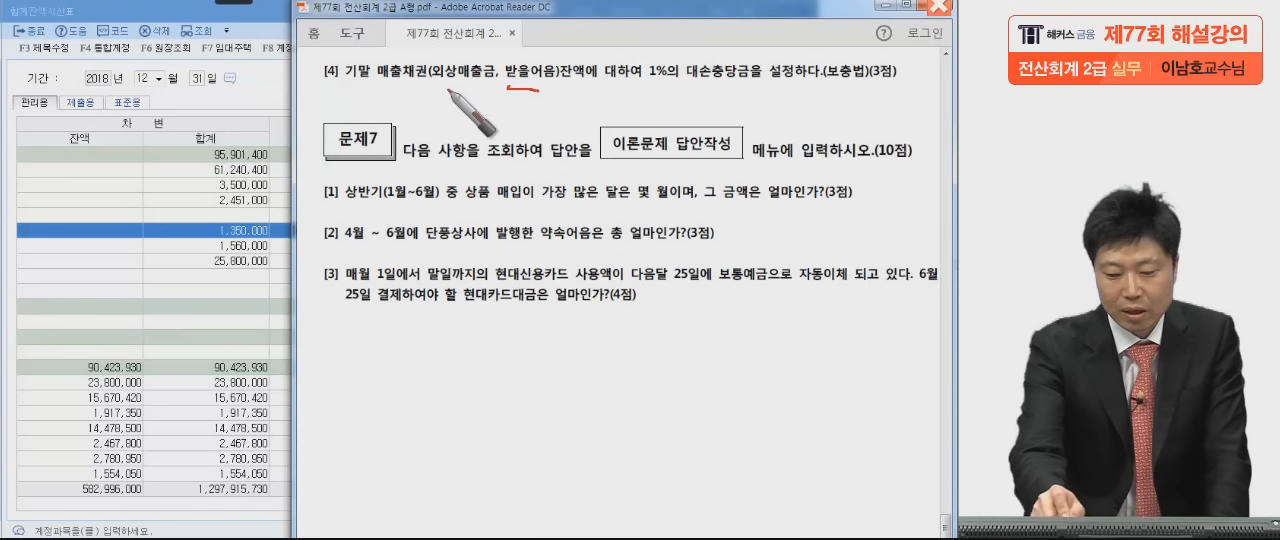 합계잔액시산표
종료 도움 코드 삭제 조회
F3 제목수정 F4 통합계정 F6 원장조회 F7 임대주택 F8 계정
기간 : 2018 년 12 월 31 일
관리용 제출용 표준용
차 변
잔액 합계
95,901,400
61,240,400
3,500,000
2,451,000
1,350,000
1,560,000
25,800,000
90,423,930 90,423,930
23,800,000 23,800,000
15,670,420 15,670,420
1,917,350 1,917,350
14,478,500 14,478,500
2,467,800 2,467,800
2,780,950 2,780,950
1,554,050 1,554,050
582,996,000 1,297,915,730
계정과목을(를) 입력하세요.
제77회 전산회계 2급 A형.pdf - Adobe Acrobat Reader DC
홈 도구 제77회 전산회계 2... × ? 로그인
[4] 기말 매출채권(외상매출금, 받을어음)잔액에 대하여 1%의 대손충당금을 설정하다.(보충법)(3점)
문제7 다음 사항을 조회하여 답안을 이론문제 답안작성 메뉴에 입력하시오.(10점)
[1] 상반기(1월~6월) 중 상품 매입이 가장 많은 달은 몇 월이며, 그 금액은 얼마인가?(3점)
[2] 4월 ~ 6월에 단풍상사에 발행한 약속어음은 총 얼마인가?(3점)
[3] 매월 1일에서 말일까지의 현대신용카드 사용액이 다음달 25일에 보통예금으로 자동이체 되고 있다. 6월
25일 결제하여야 할 현대카드대금은 얼마인가?(4점)
해커스 금융 제77회 해설강의
전산회계 2급 실무 | 이남호교수님